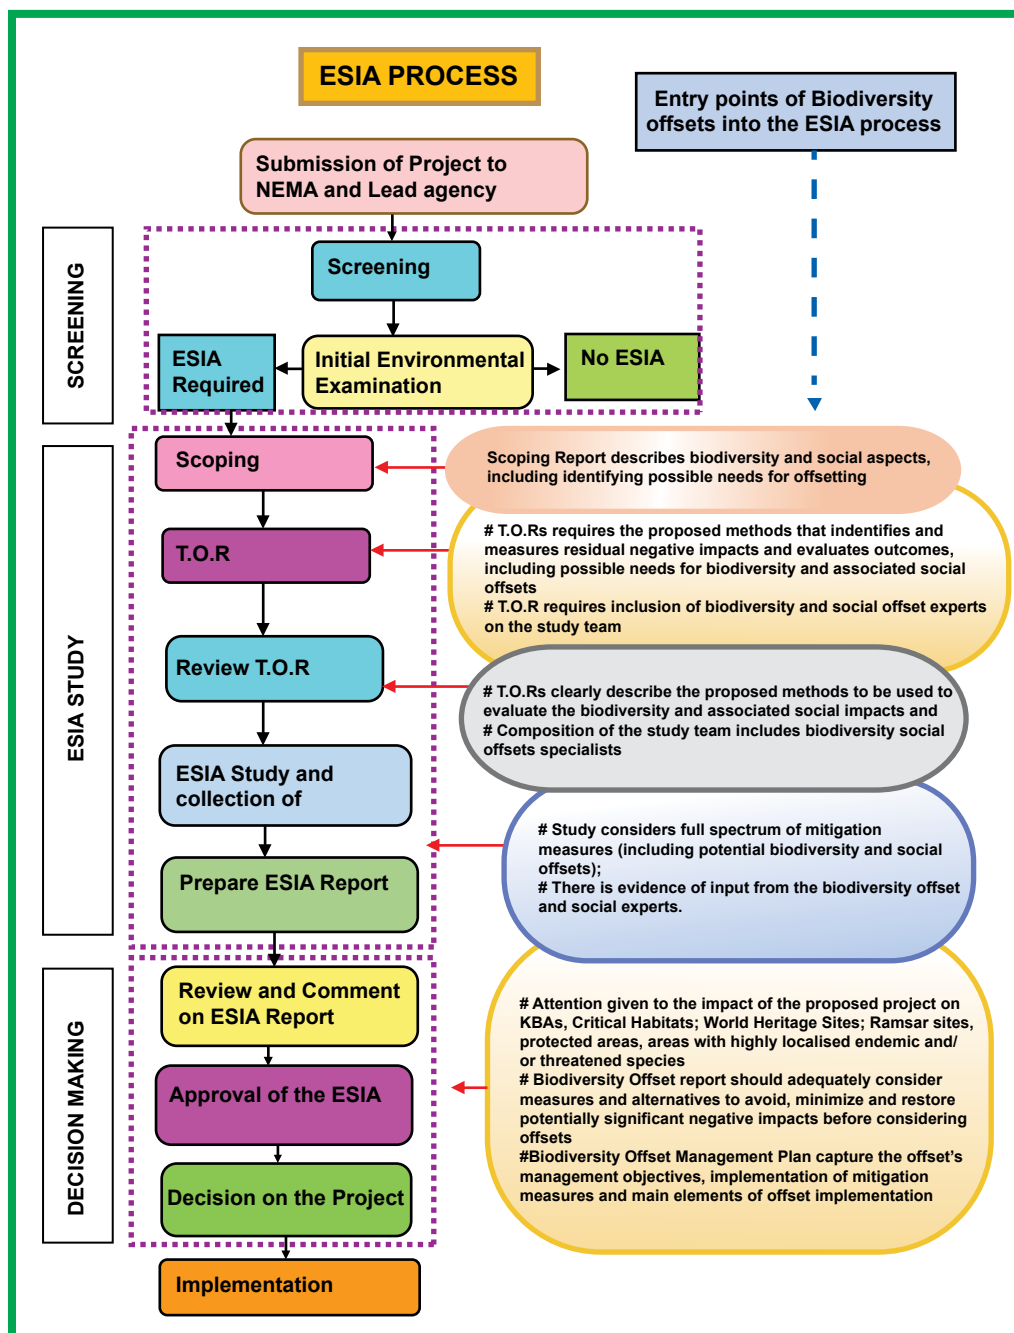 ESIA PROCESS
Entry points of Biodiversity
offsets into the ESIA process
Submission of Project to
NEMA and Lead agency
SCREENING
Screening
ESIA
Required
Initial Environmental
Examination
No ESIA
ESIA STUDY
Scoping
Scoping Report describes biodiversity and social aspects,
including identifying possible needs for offsetting
T.O.R
# T.O.Rs requires the proposed methods that indentifies and
measures residual negative impacts and evaluates outcomes,
including possible needs for biodiversity and associated social
offsets
# T.O.R requires inclusion of biodiversity and social offset experts
on the study team
Review T.O.R
# T.O.Rs clearly describe the proposed methods to be used to
evaluate the biodiversity and associated social impacts and
# Composition of the study team includes biodiversity social
offsets specialists
ESIA Study and
collection of
Prepare ESIA Report
# Study considers full spectrum of mitigation
measures (including potential biodiversity and social
offsets);
# There is evidence of input from the biodiversity offset
and social experts.
DECISION MAKING
Review and Comment
on ESIA Report
Approval of the ESIA
Decision on the Project
# Attention given to the impact of the proposed project on
KBAs, Critical Habitats; World Heritage Sites; Ramsar sites,
protected areas, areas with highly localised endemic and/
or threatened species
# Biodiversity Offset report should adequately consider
measures and alternatives to avoid, minimize and restore
potentially significant negative impacts before considering
offsets
#Biodiversity Offset Management Plan capture the offset's
management objectives, implementation of mitigation
measures and main elements of offset implementation
Implementation